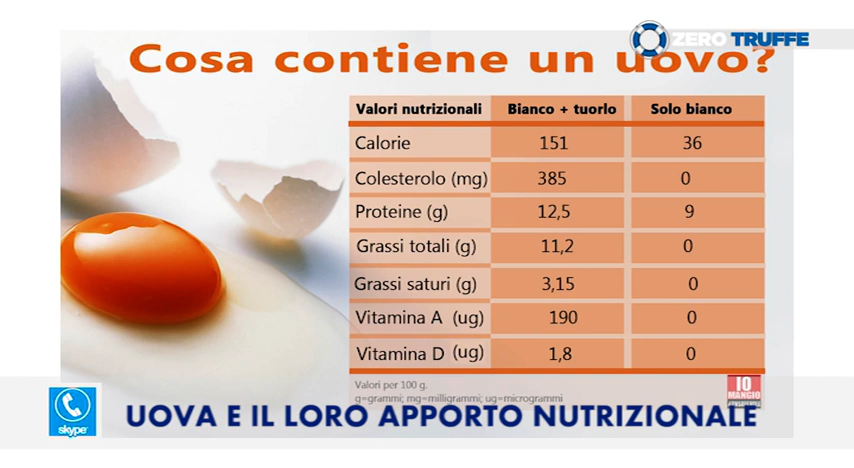 ZERO TRUFFE
Cosa contiene un uovo?
Valori nutrizionali Bianco + tuorlo Solo bianco
Calorie 151 36
Colesterolo (mg) 385 0
Proteine (g) 12,5 9
Grassi totali (g) 11,2 0
Grassi saturi (g) 3,15 0
Vitamina A (ug) 190 0
Vitamina D (ug) 1,8 0
Valori per 100 g.
g=grammi; mg=milligrammi; ug=microgrammi
IO
MANGIO
skype
UOVA E IL LORO APPORTO NUTRIZIONALE